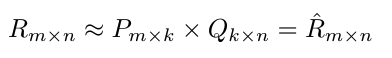 R_{m×n} ≈ P_{m×k} × Q_{k×n} = R̂_{m×n}